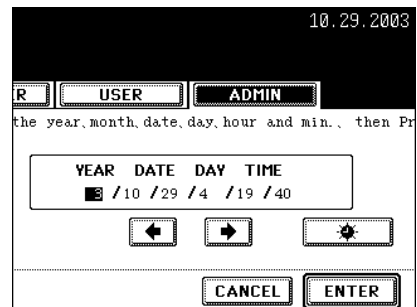 10.29.2003
R USER ADMIN
the year,month,date,day,hour and min., then Pr
YEAR DATE DAY TIME
3 /10 /29 /4 /19 /40
CANCEL ENTER